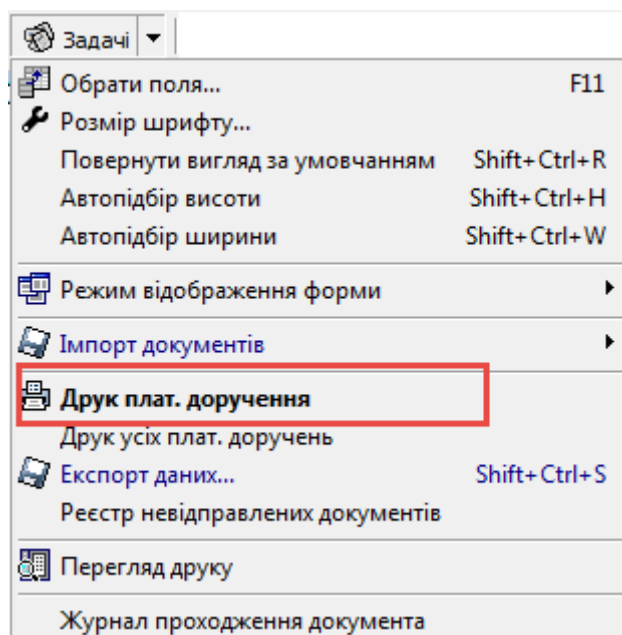 Задачі
Обрати поля... F11
Розмір шрифту...
Повернути вигляд за умовчанням Shift+Ctrl+R
Автопідбір висоти Shift+Ctrl+H
Автопідбір ширини Shift+Ctrl+W
Режим відображення форми
Імпорт документів
Друк плат. доручення
Друк усіх плат. доручень
Експорт даних... Shift+Ctrl+S
Реєстр невідправлених документів
Перегляд друку
Журнал проходження документа